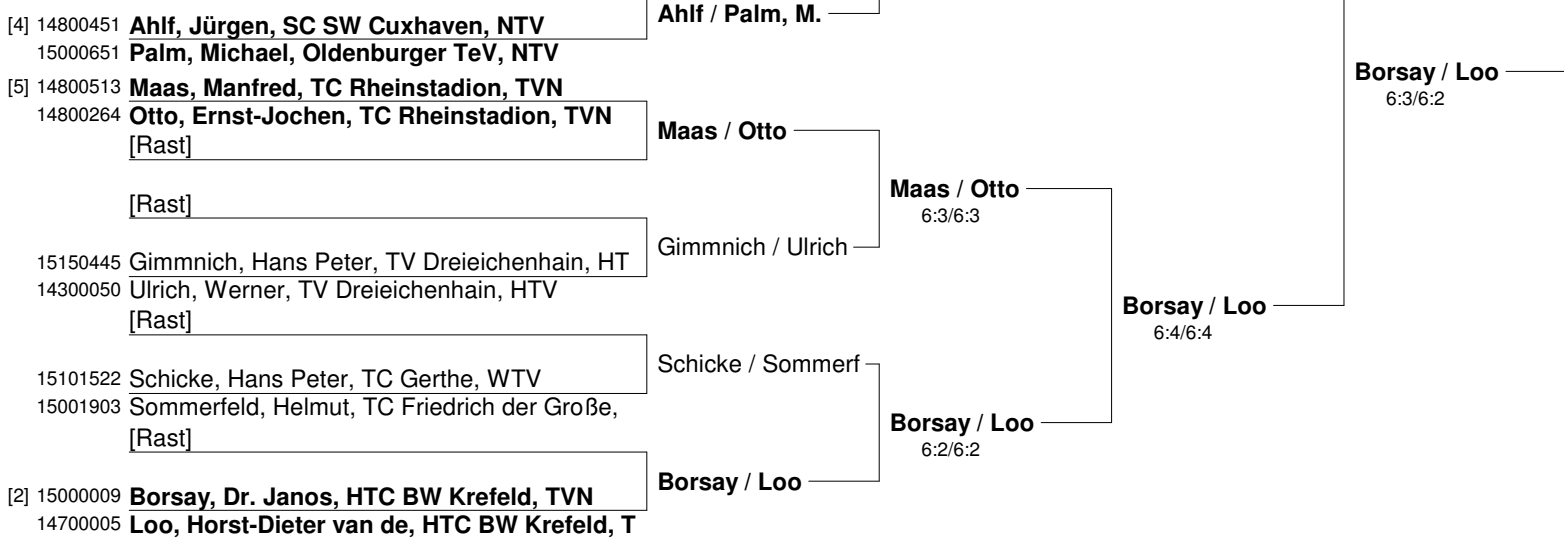 Ahlf / Palm, M.
[4] 14800451 Ahlf, Jürgen, SC SW Cuxhaven, NTV
15000651 Palm, Michael, Oldenburger TeV, NTV
Borsay / Loo
6:3/6:2
[5] 14800513 Maas, Manfred, TC Rheinstadion, TVN
14800264 Otto, Ernst-Jochen, TC Rheinstadion, TVN
Maas / Otto
[Rast]
Maas / Otto
6:3/6:3
[Rast]
Gimmnich / Ulrich
15150445 Gimmnich, Hans Peter, TV Dreieichenhain, HT
14300050 Ulrich, Werner, TV Dreieichenhain, HTV
Borsay / Loo
6:4/6:4
[Rast]
Schicke / Sommerf
15101522 Schicke, Hans Peter, TC Gerthe, WTV
15001903 Sommerfeld, Helmut, TC Friedrich der Große,
Borsay / Loo
6:2/6:2
[Rast]
Borsay / Loo
[2] 15000009 Borsay, Dr. Janos, HTC BW Krefeld, TVN
14700005 Loo, Horst-Dieter van de, HTC BW Krefeld, T